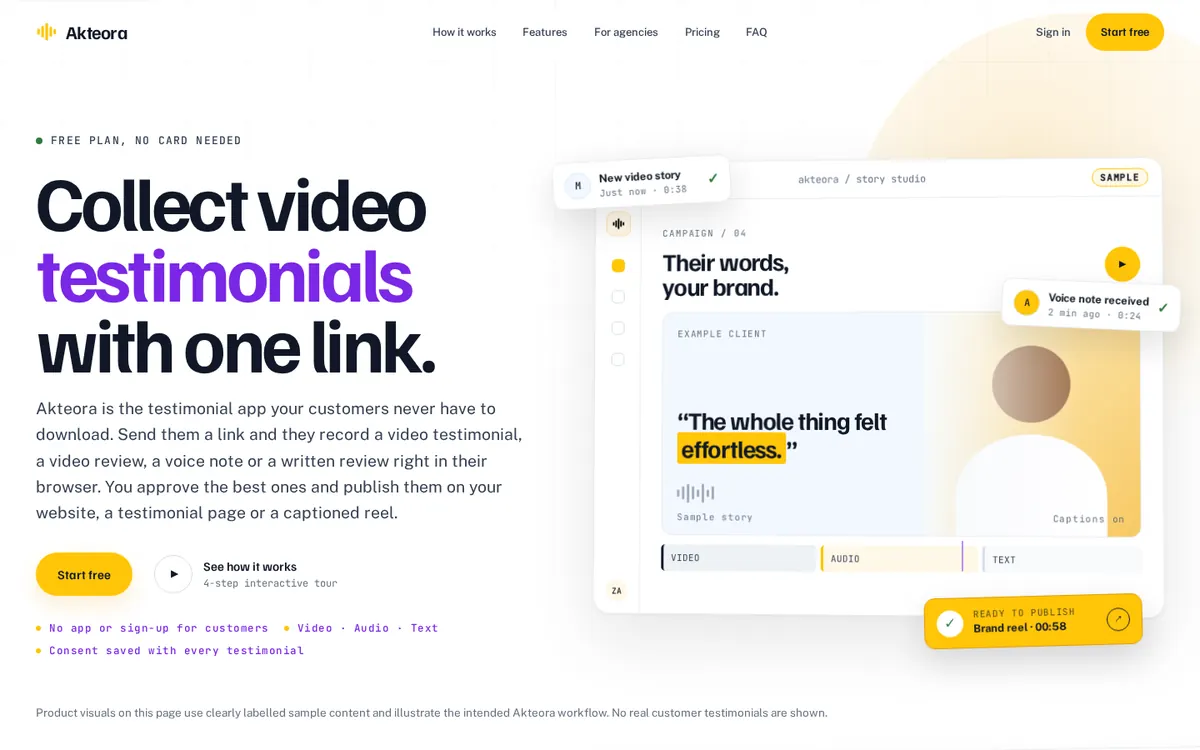 Akteora
How it works
Features
For agencies
Pricing
FAQ
Sign in
Start free
FREE PLAN, NO CARD NEEDED
Collect video
testimonials
with one link.
Akteora is the testimonial app your customers never have to
download. Send them a link and they record a video testimonial,
a video review, a voice note or a written review right in their
browser. You approve the best ones and publish them on your
website, a testimonial page or a captioned reel.
Start free
See how it works
4-step interactive tour
No app or sign-up for customers
Video · Audio · Text
Consent saved with every testimonial
M
New video story
Just now · 0:38
akteora / story studio
SAMPLE
CAMPAIGN / 04
Their words,
your brand.
A
Voice note received
2 min ago · 0:24
EXAMPLE CLIENT
“The whole thing felt
effortless.”
Sample story
Captions on
VIDEO
AUDIO
TEXT
ZA
READY TO PUBLISH
Brand reel · 00:58
Product visuals on this page use clearly labelled sample content and illustrate the intended Akteora workflow. No real customer testimonials are shown.